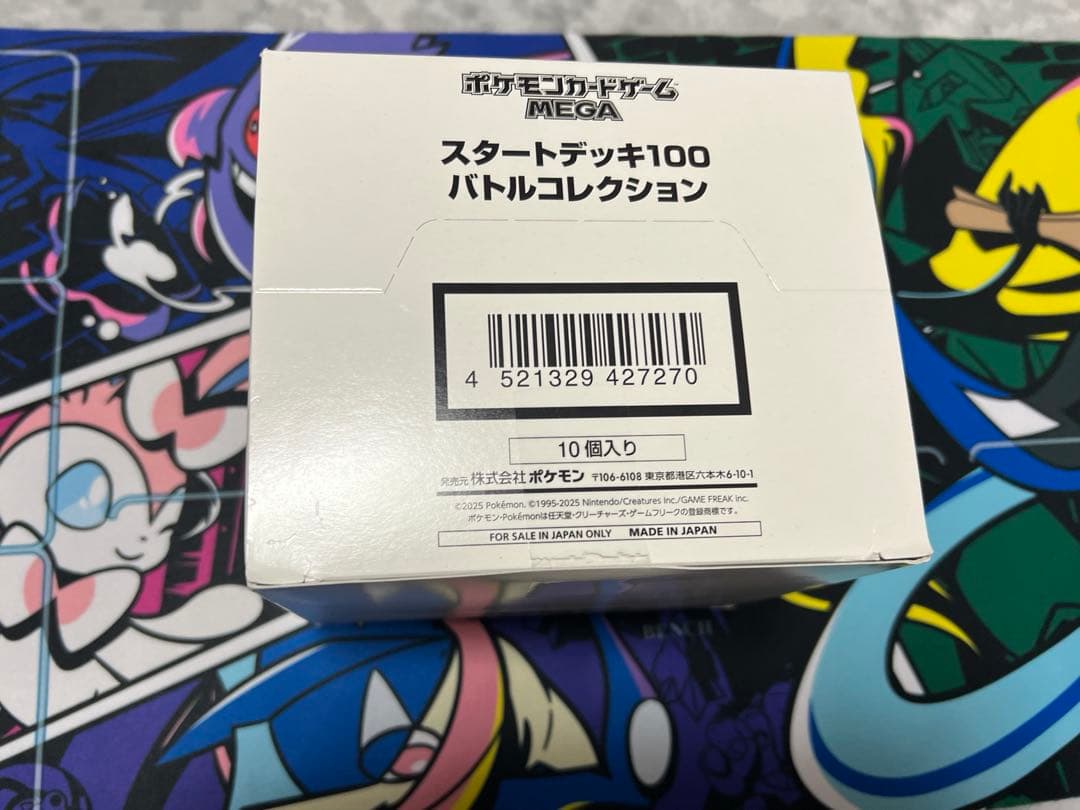 ポケモンカードゲーム
MEGA
スタートデッキ100
バトルコレクション
4 521329 427270
10個入り
発売元 株式会社ポケモン 〒106-6108 東京都港区六本木6-10-1
©2025 Pokémon. ©1995-2025 Nintendo/Creatures Inc./GAME FREAK inc.
ポケモン・Pokémonは任天堂・クリーチャーズ・ゲームフリークの登録商標です。
FOR SALE IN JAPAN ONLY MADE IN JAPAN
BENCH